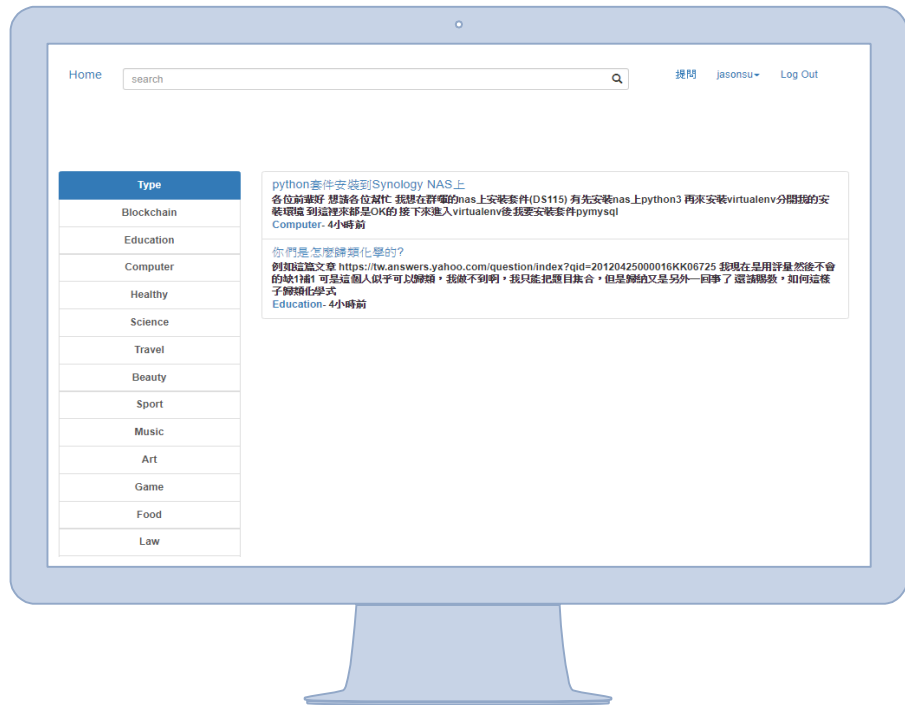 Home
search
提問
jasonsu
Log Out
Type
Blockchain
Education
Computer
Healthy
Science
Travel
Beauty
Sport
Music
Art
Game
Food
Law
python套件安裝到Synology NAS上
各位前輩好 想請各位幫忙 我想在群暉的nas上安裝套件(DS115) 有先安裝nas上python3 再來安裝virtualenv分開我的安
裝環境 到這裡來都是OK的 接下來進入virtualenv後我要安裝套件pymysql
Computer- 4小時前
你們是怎麼歸類化學的?
例如這篇文章 https://tw.answers.yahoo.com/question/index?qid=20120425000016KK06725 我現在是用評量然後不會
的缺1補1 可是這個人似乎可以歸類，我做不到啊，我只能把題目集合，但是歸納又是另外一回事了 還請賜教，如何這樣
子歸類化學式
Education- 4小時前